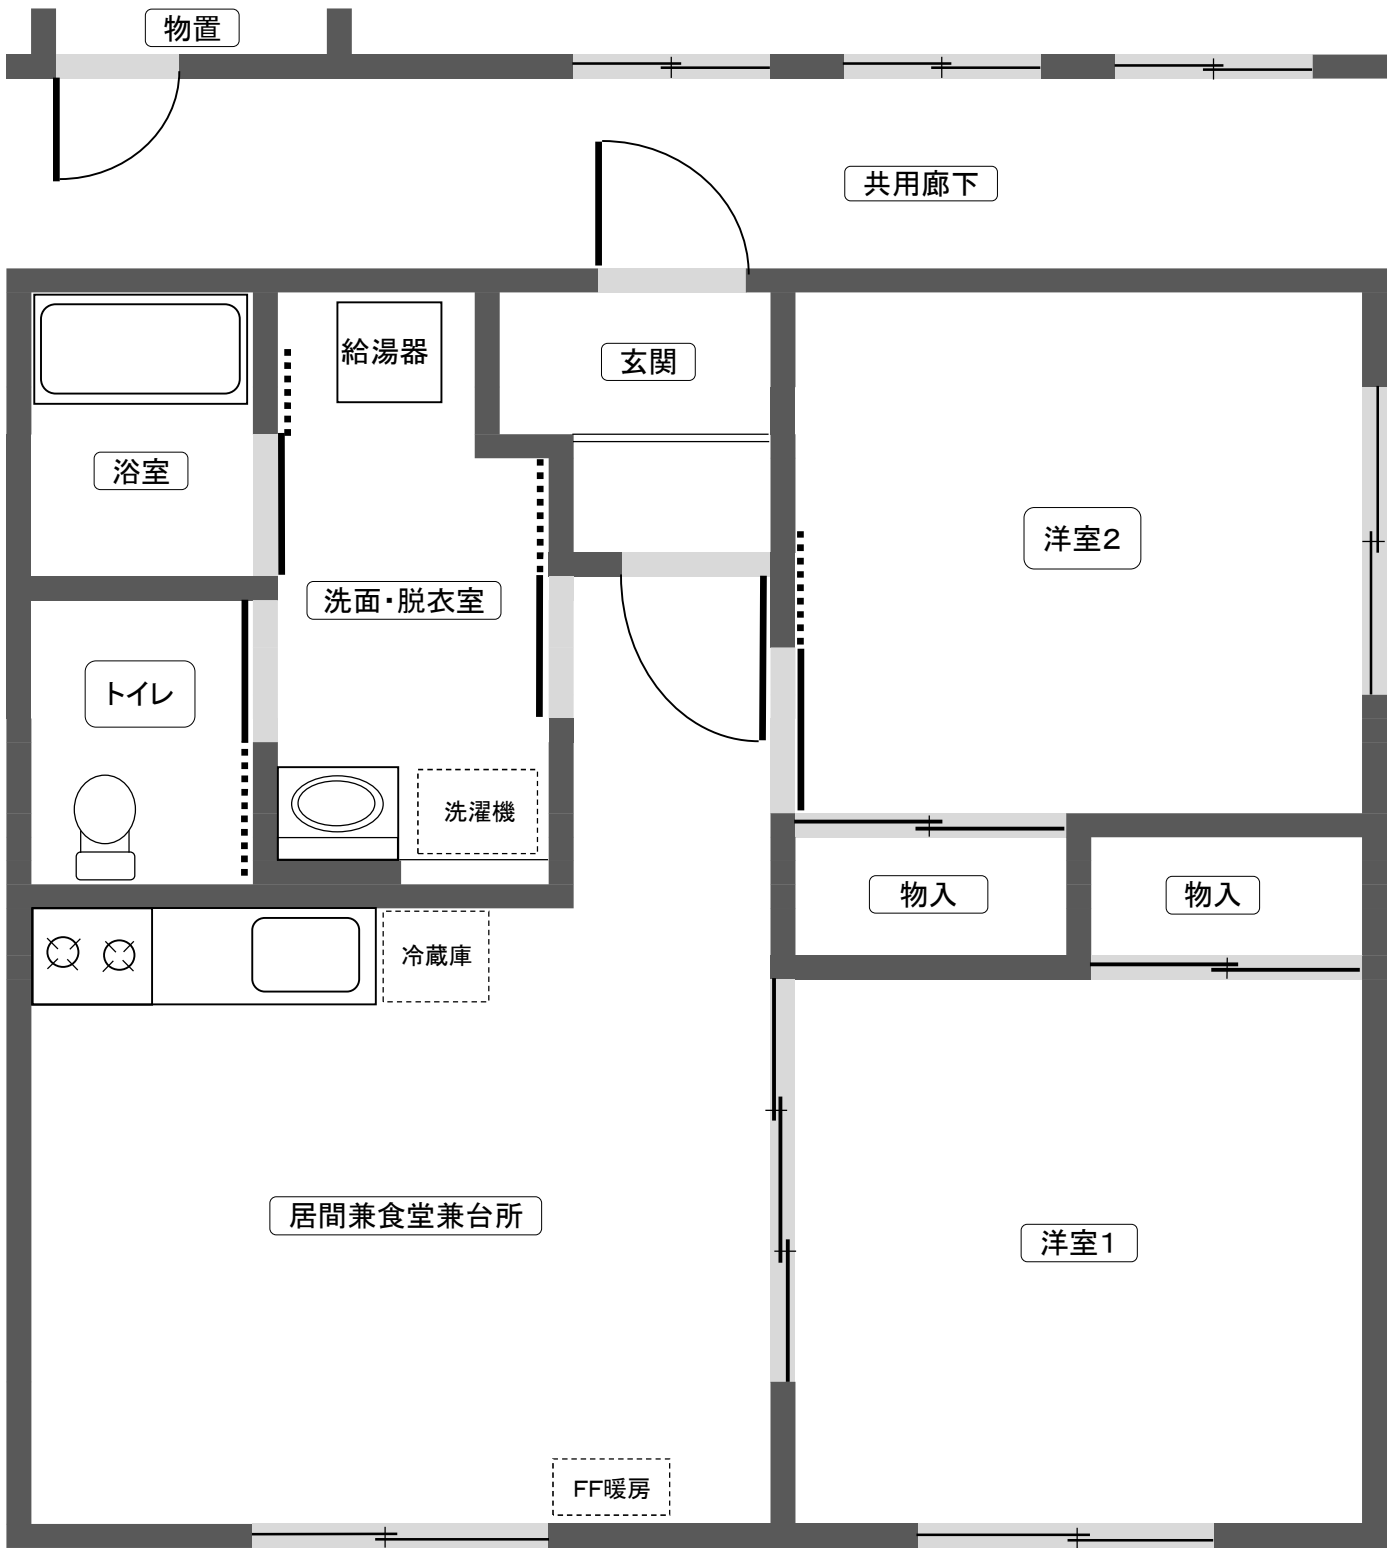 物置
共用廊下
給湯器
玄関
浴室
洋室2
洗面・脱衣室
トイレ
洗濯機
物入
物入
冷蔵庫
居間兼食堂兼台所
洋室1
FF暖房